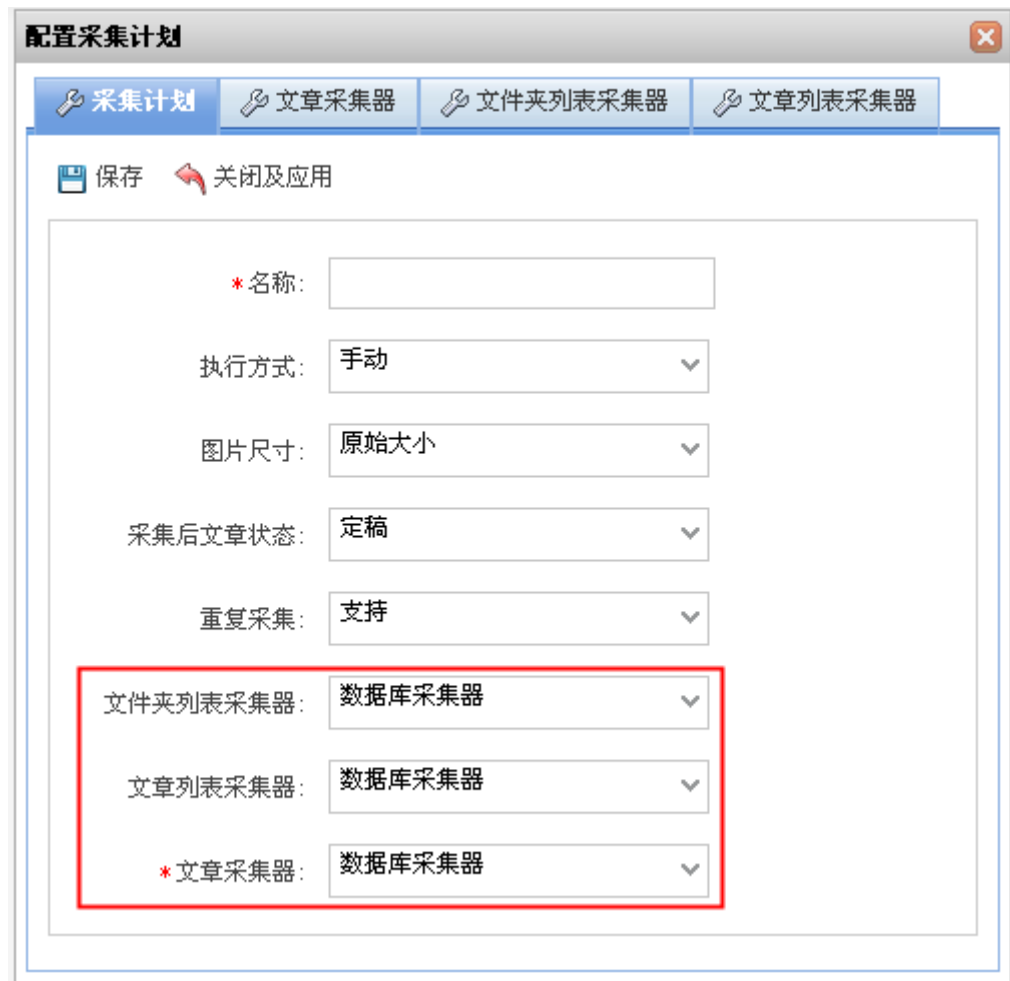 配置采集计划
采集计划 文章采集器 文件夹列表采集器 文章列表采集器
保存 关闭及应用
*名称:
执行方式: 手动
图片尺寸: 原始大小
采集后文章状态: 定稿
重复采集: 支持
文件夹列表采集器: 数据库采集器
文章列表采集器: 数据库采集器
*文章采集器: 数据库采集器